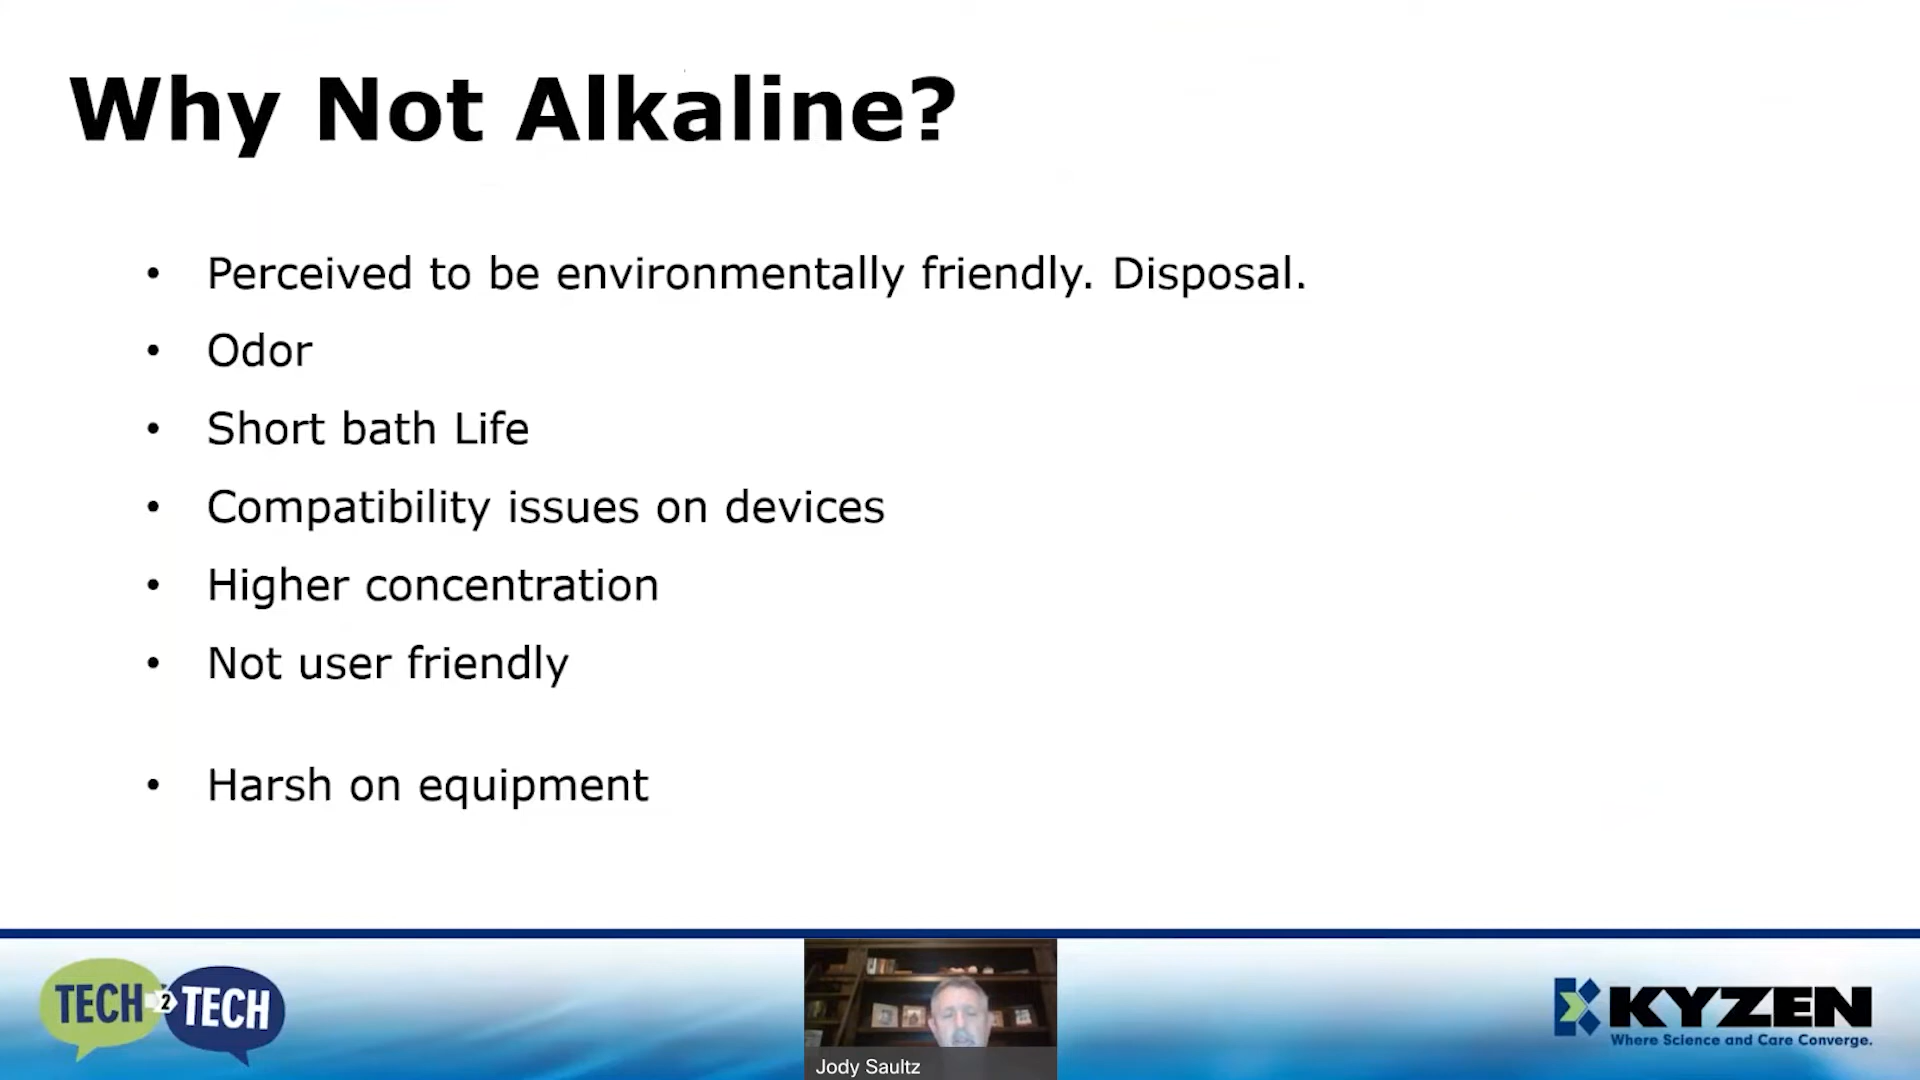 Why Not Alkaline?
• Perceived to be environmentally friendly. Disposal.
• Odor
• Short bath Life
• Compatibility issues on devices
• Higher concentration
• Not user friendly
• Harsh on equipment
TECH 2 TECH
Jody Saultz
KYZEN
Where Science and Care Converge.